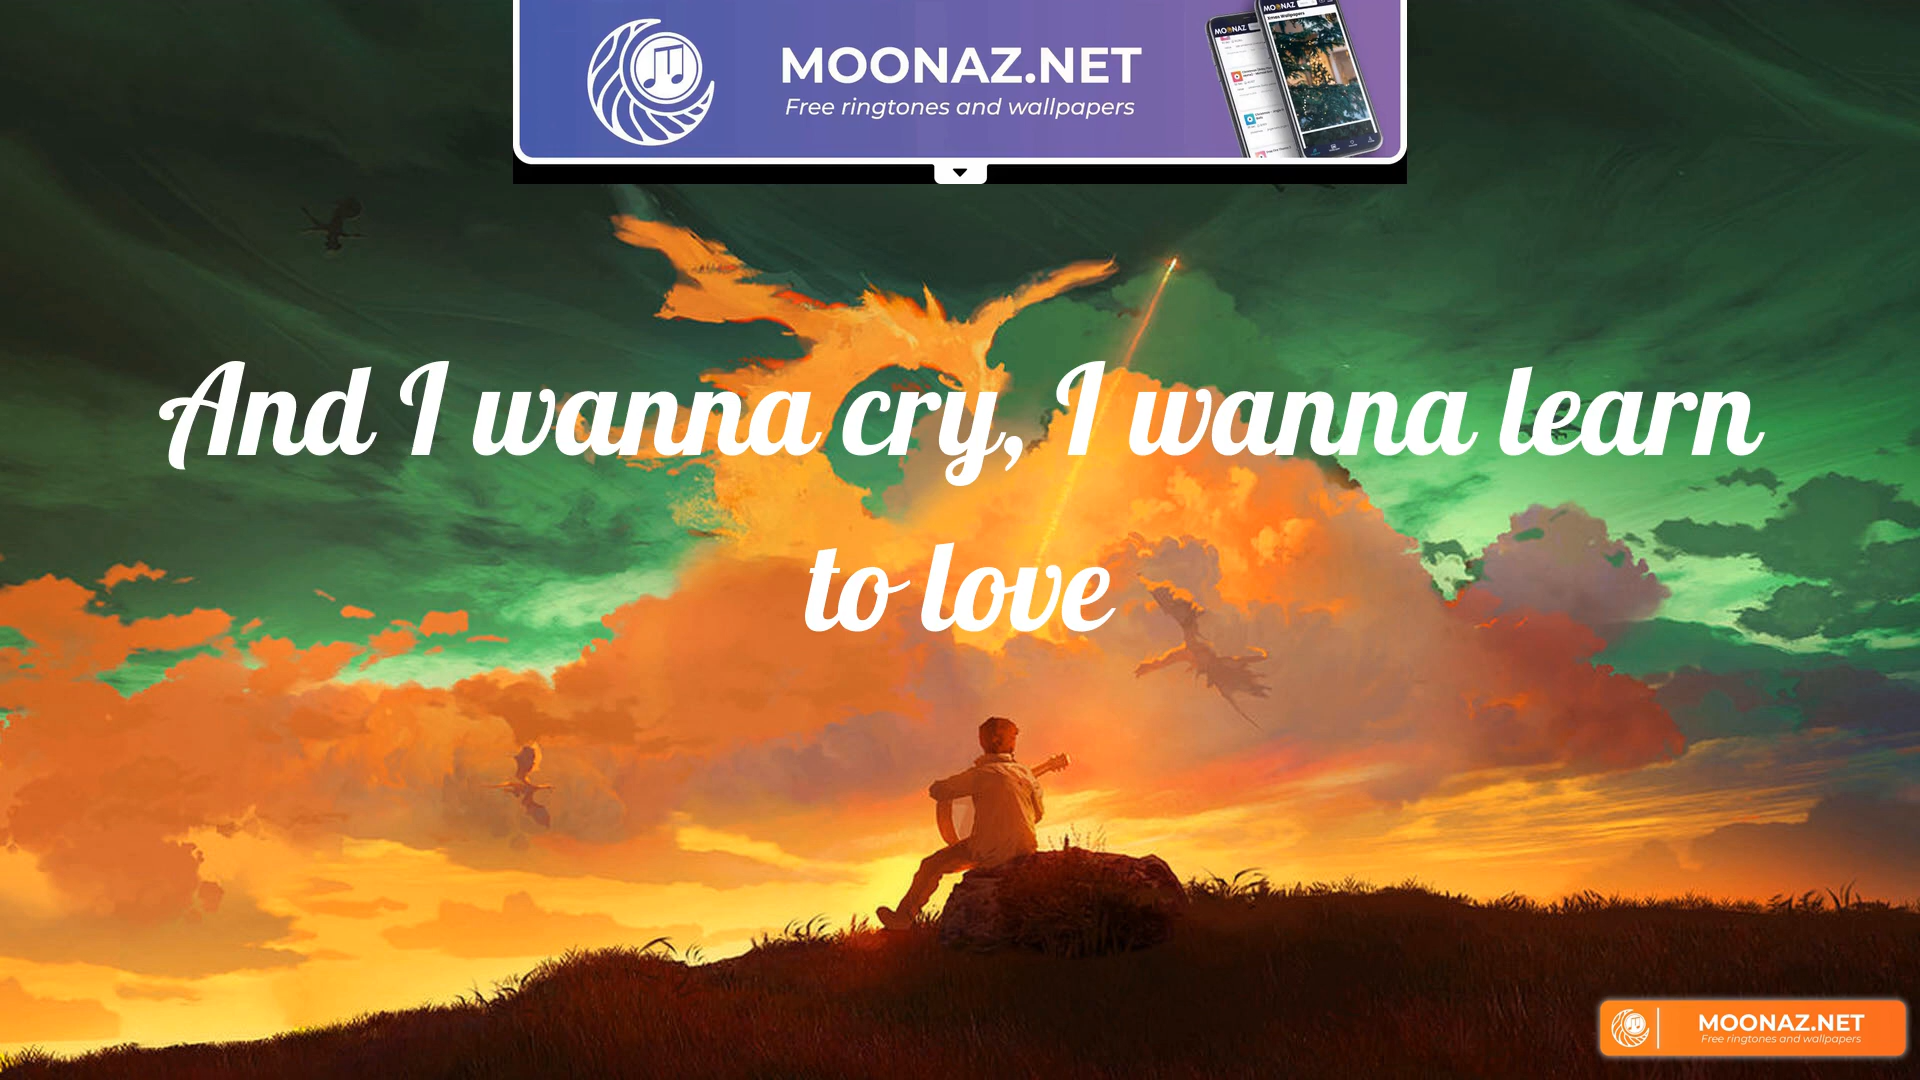 MOONAZ.NET
Free ringtones and wallpapers
And I wanna cry, I wanna learn
to love
MOONAZ.NET
Free ringtones and wallpapers